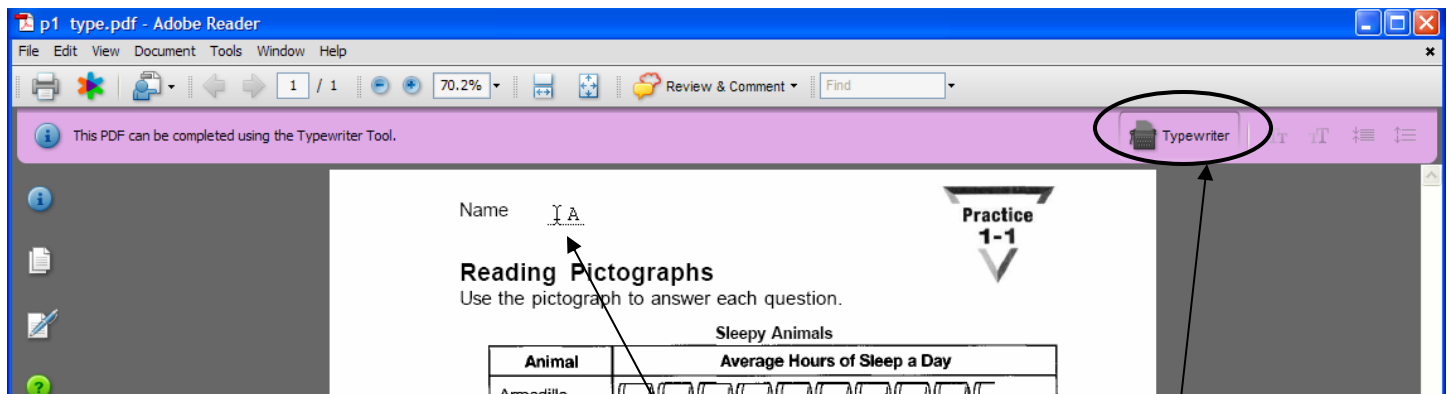 p1 type.pdf - Adobe Reader
File Edit View Document Tools Window Help
1 / 1 70.2% Review & Comment Find
This PDF can be completed using the Typewriter Tool.
Typewriter
Name A
Practice
1-1
Reading Pictographs
Use the pictograph to answer each question.
Sleepy Animals
Animal Average Hours of Sleep a Day
Armadillo